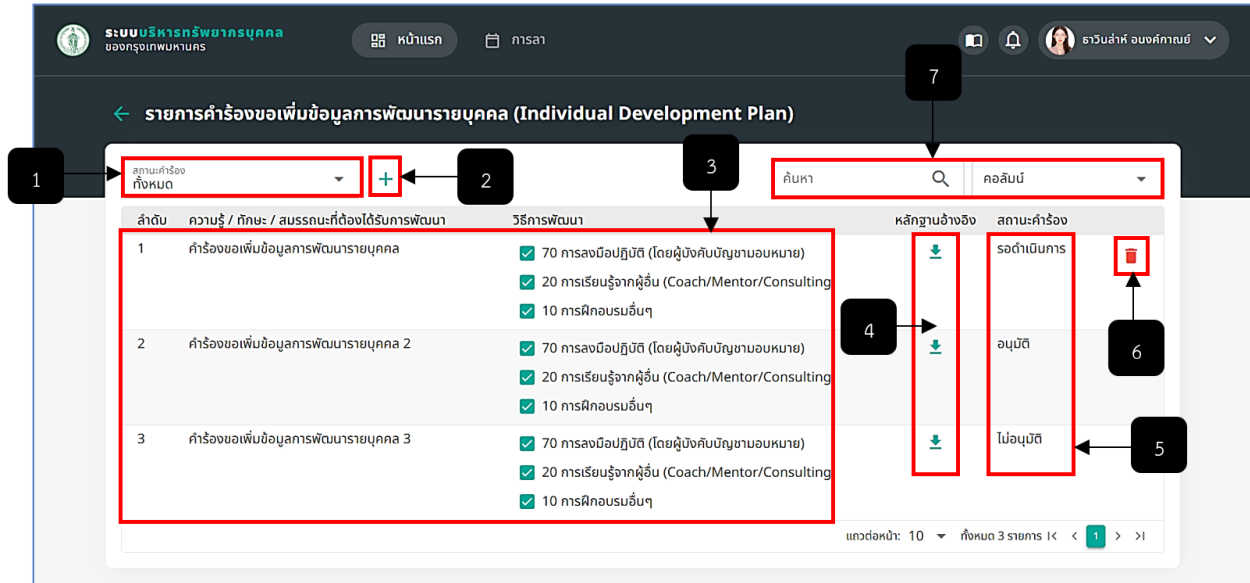 ระบบบริหารทรัพยากรบุคคล
ของกรุงเทพมหานคร
หน้าแรก
การลา
ธาวินล่าห์ อนงค์กาณย์
7
รายการคำร้องขอเพิ่มข้อมูลการพัฒนารายบุคคล (Individual Development Plan)
1
สถานะคำร้อง
ทั้งหมด
2
3
ค้นหา
คอลัมน์
ลำดับ ความรู้ / ทักษะ / สมรรถนะที่ต้องได้รับการพัฒนา วิธีการพัฒนา หลักฐานอ้างอิง สถานะคำร้อง
1 คำร้องขอเพิ่มข้อมูลการพัฒนารายบุคคล 70 การลงมือปฏิบัติ (โดยผู้บังคับบัญชามอบหมาย) รอดำเนินการ
20 การเรียนรู้จากผู้อื่น (Coach/Mentor/Consulting
10 การฝึกอบรมอื่นๆ
4
6
2 คำร้องขอเพิ่มข้อมูลการพัฒนารายบุคคล 2 70 การลงมือปฏิบัติ (โดยผู้บังคับบัญชามอบหมาย) อนุมัติ
20 การเรียนรู้จากผู้อื่น (Coach/Mentor/Consulting
10 การฝึกอบรมอื่นๆ
3 คำร้องขอเพิ่มข้อมูลการพัฒนารายบุคคล 3 70 การลงมือปฏิบัติ (โดยผู้บังคับบัญชามอบหมาย) ไม่อนุมัติ
5
20 การเรียนรู้จากผู้อื่น (Coach/Mentor/Consulting
10 การฝึกอบรมอื่นๆ
แถวต่อหน้า: 10 ทั้งหมด 3 รายการ 1